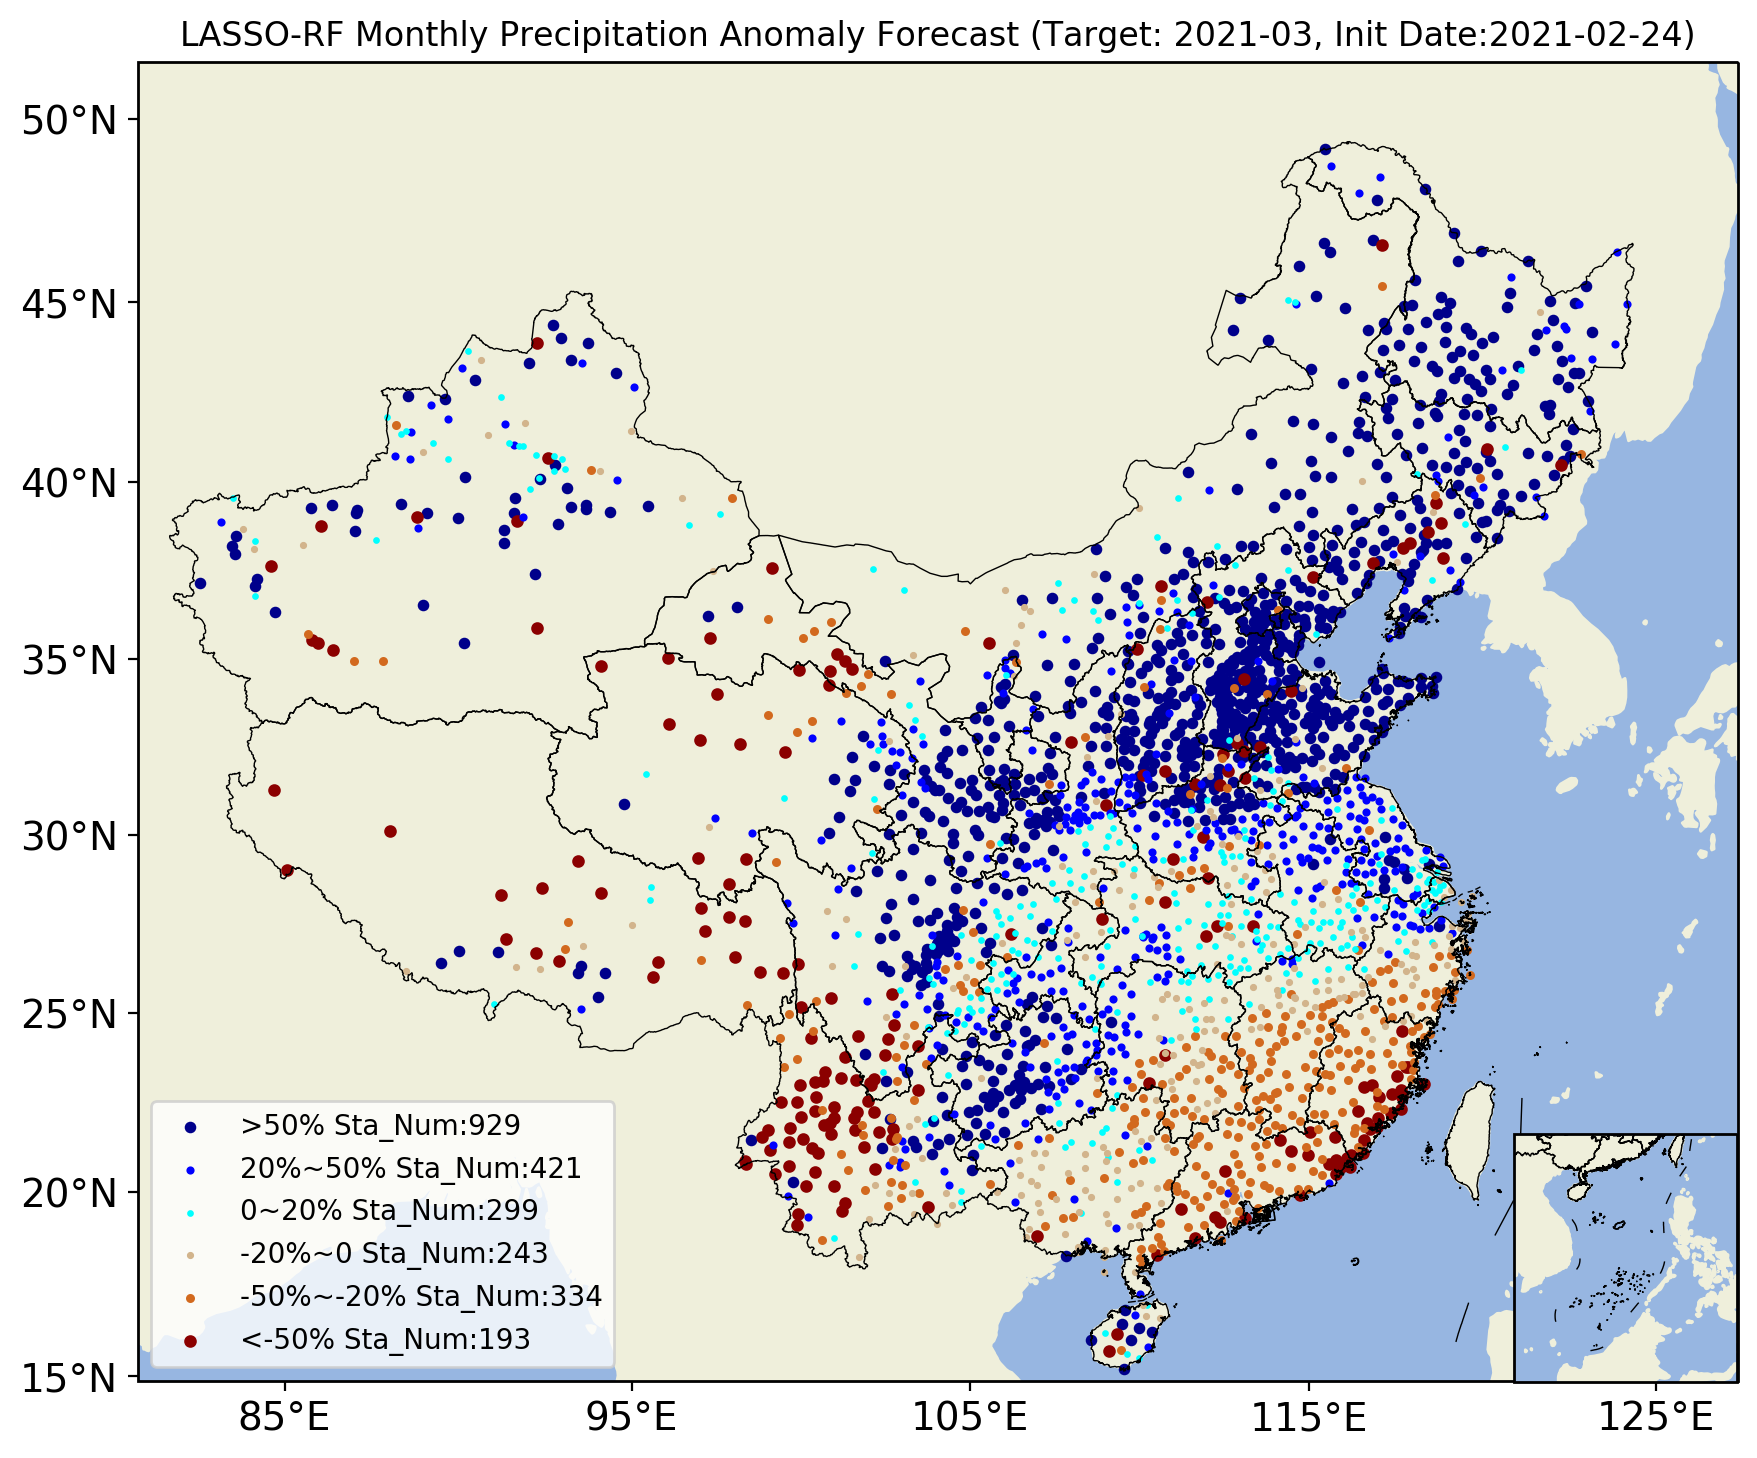 LASSO-RF Monthly Precipitation Anomaly Forecast (Target: 2021-03, Init Date:2021-02-24)
50°N
45°N
40°N
35°N
30°N
25°N
20°N
15°N
>50% Sta_Num:929
20%~50% Sta_Num:421
0~20% Sta_Num:299
-20%~0 Sta_Num:243
-50%~-20% Sta_Num:334
<-50% Sta_Num:193
85°E
95°E
105°E
115°E
125°E